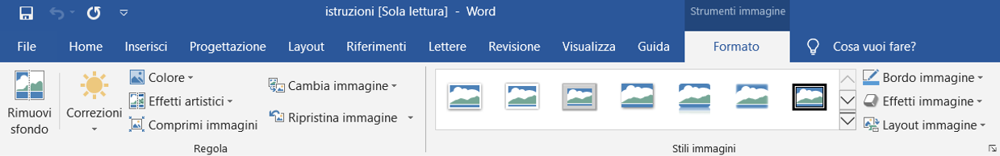 istruzioni [Sola lettura] - Word
Strumenti immagine
File Home Inserisci Progettazione Layout Riferimenti Lettere Revisione Visualizza Guida Formato Cosa vuoi fare?
Rimuovi sfondo
Correzioni
Colore
Effetti artistici
Comprimi immagini
Cambia immagine
Ripristina immagine
Regola
Stili immagini
Bordo immagine
Effetti immagine
Layout immagine